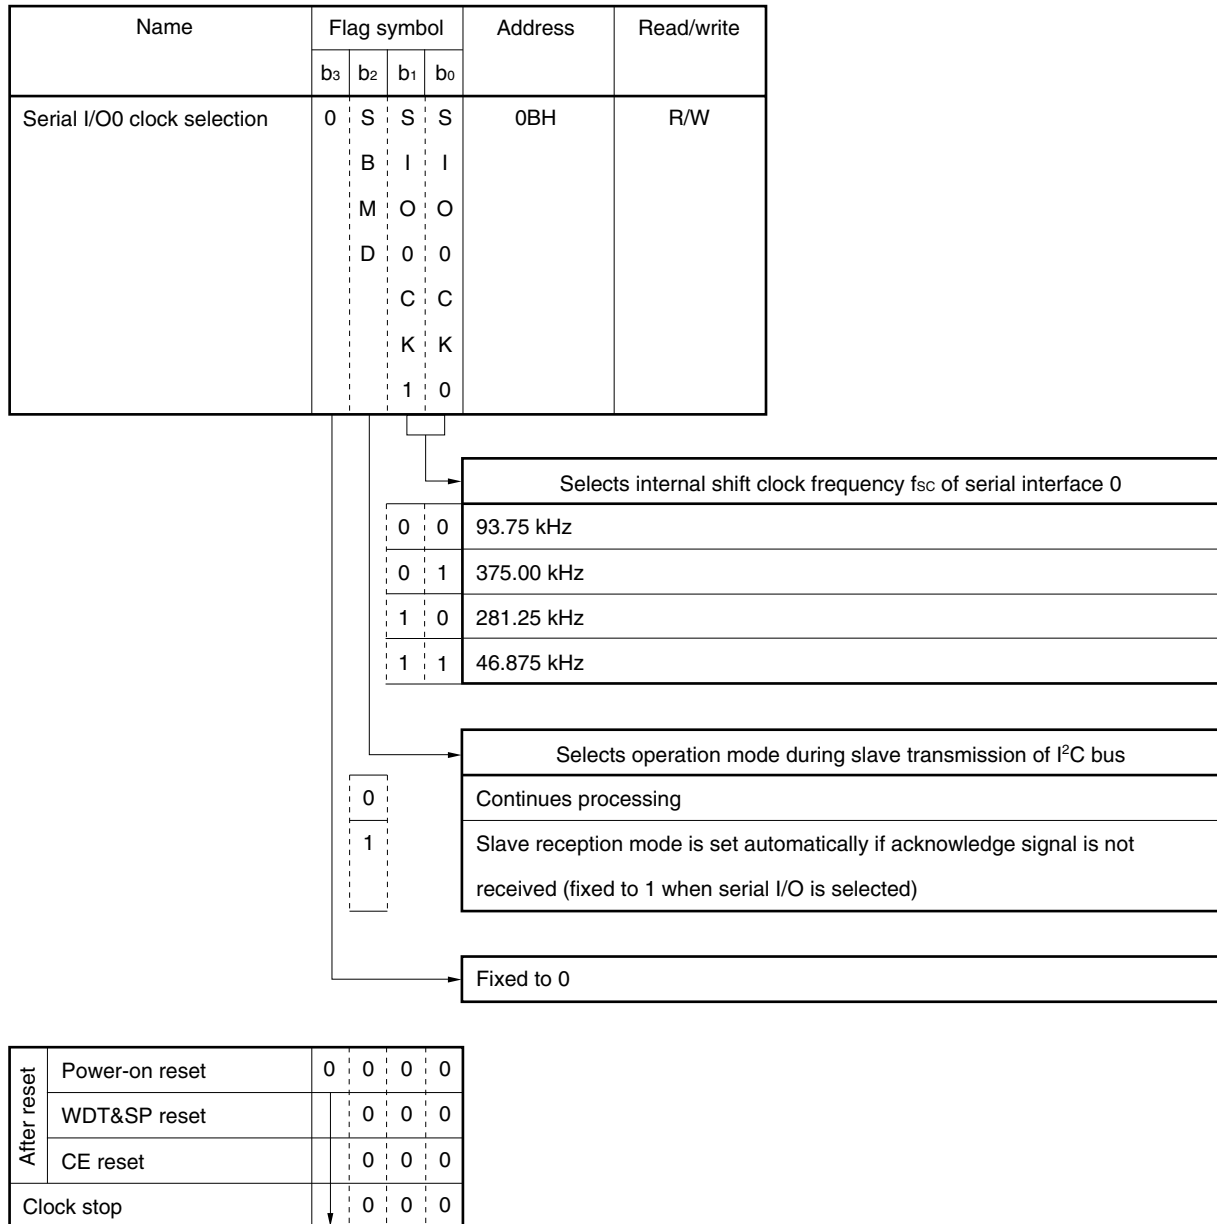 Name Flag symbol Address Read/write
b3 b2 b1 b0
Serial I/O0 clock selection 0 S S S 0BH R/W
B I I
M O O
D 0 0
C C
K K
1 0
Selects internal shift clock frequency fSC of serial interface 0
0 0 93.75 kHz
0 1 375.00 kHz
1 0 281.25 kHz
1 1 46.875 kHz
Selects operation mode during slave transmission of I²C bus
0 Continues processing
1 Slave reception mode is set automatically if acknowledge signal is not
received (fixed to 1 when serial I/O is selected)
Fixed to 0
After reset
Power-on reset 0 0 0 0
WDT&SP reset 0 0 0
CE reset 0 0 0
Clock stop 0 0 0